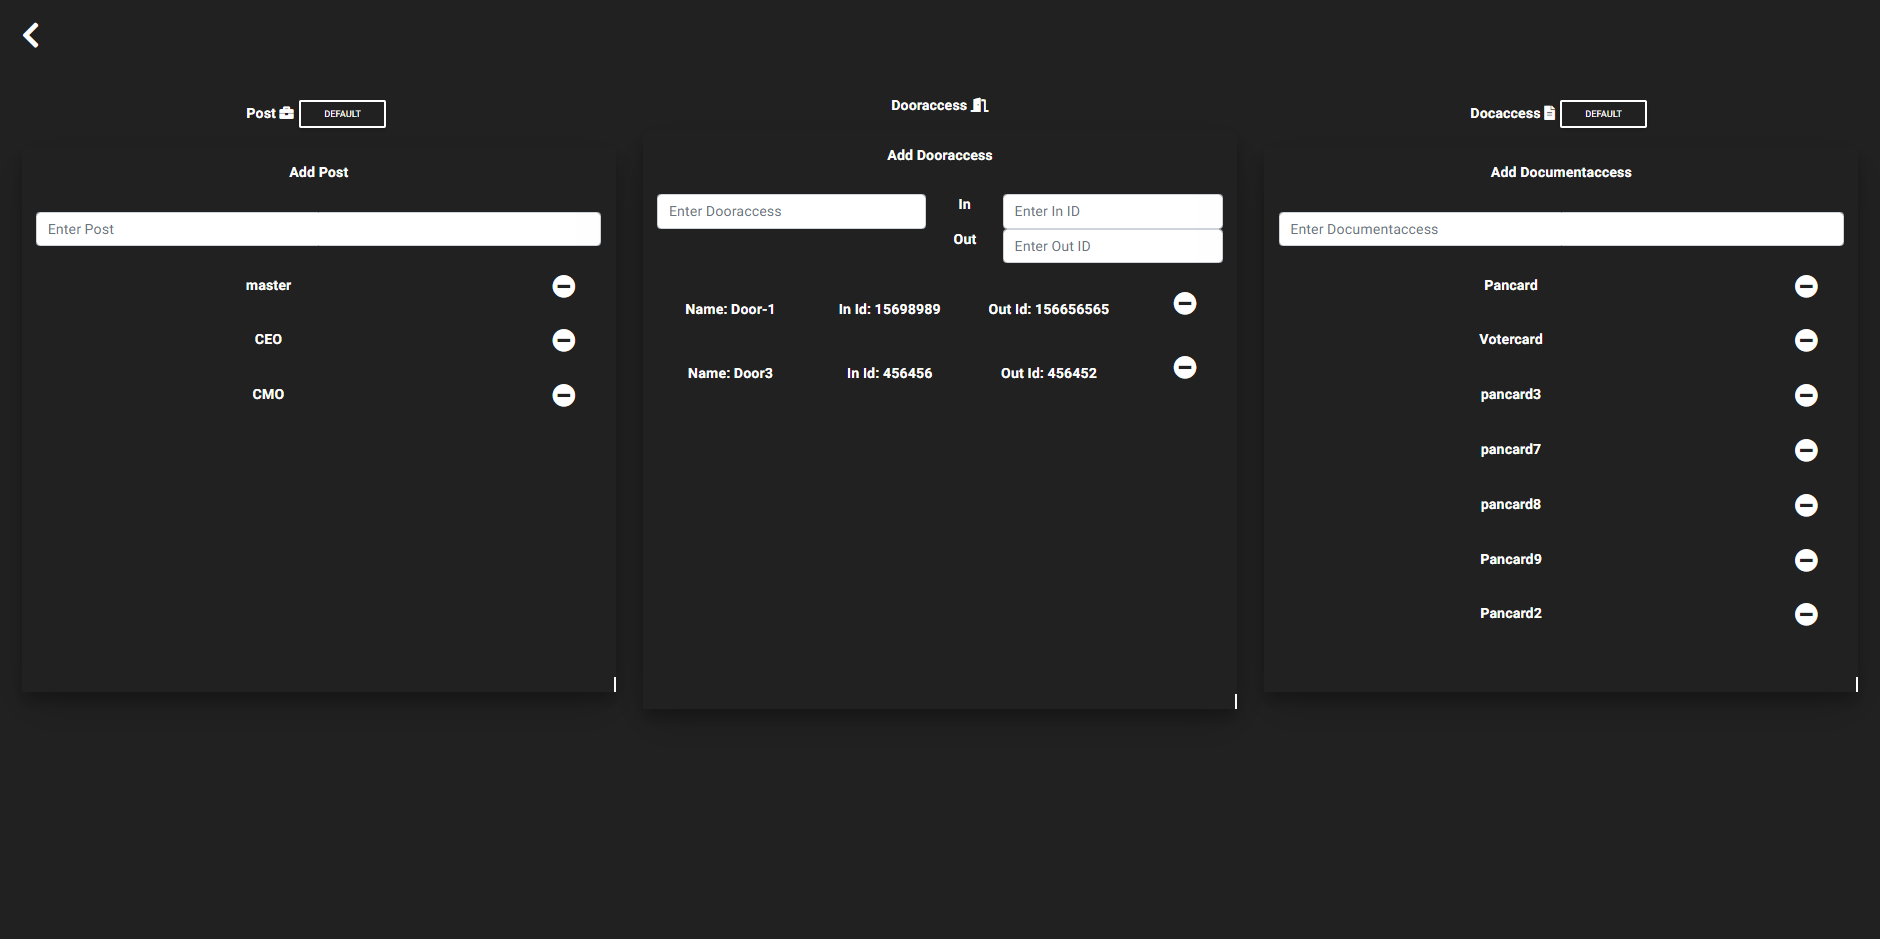 Post DEFAULT
Add Post
Enter Post
master
CEO
CMO
Dooraccess
Add Dooraccess
Enter Dooraccess In Enter In ID
Out Enter Out ID
Name: Door-1 In Id: 15698989 Out Id: 156656565
Name: Door3 In Id: 456456 Out Id: 456452
Docaccess DEFAULT
Add Documentaccess
Enter Documentaccess
Pancard
Votercard
pancard3
pancard7
pancard8
Pancard9
Pancard2